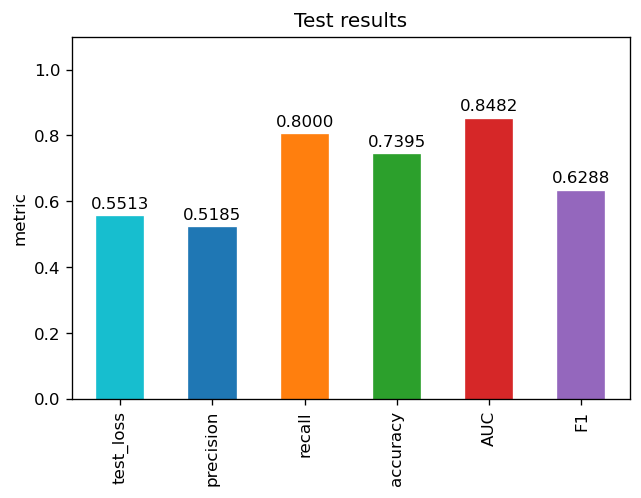 Test results
metric
1.0
0.8
0.6
0.4
0.2
0.0
0.5513
0.5185
0.8000
0.7395
0.8482
0.6288
test_loss
precision
recall
accuracy
AUC
F1